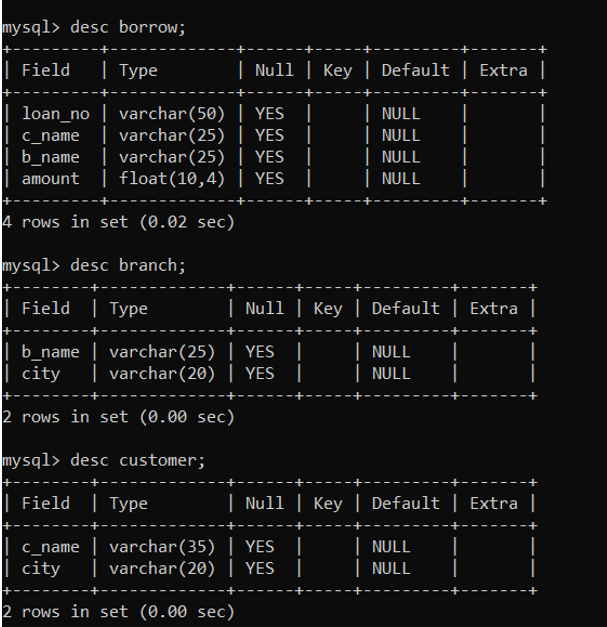 mysql> desc borrow;
+---------+-------------+------+-----+---------+-------+
| Field   | Type        | Null | Key | Default | Extra |
+---------+-------------+------+-----+---------+-------+
| loan_no | varchar(50) | YES  |     | NULL    |       |
| c_name  | varchar(25) | YES  |     | NULL    |       |
| b_name  | varchar(25) | YES  |     | NULL    |       |
| amount  | float(10,4) | YES  |     | NULL    |       |
+---------+-------------+------+-----+---------+-------+
4 rows in set (0.02 sec)

mysql> desc branch;
+--------+-------------+------+-----+---------+-------+
| Field  | Type        | Null | Key | Default | Extra |
+--------+-------------+------+-----+---------+-------+
| b_name | varchar(25) | YES  |     | NULL    |       |
| city   | varchar(20) | YES  |     | NULL    |       |
+--------+-------------+------+-----+---------+-------+
2 rows in set (0.00 sec)

mysql> desc customer;
+--------+-------------+------+-----+---------+-------+
| Field  | Type        | Null | Key | Default | Extra |
+--------+-------------+------+-----+---------+-------+
| c_name | varchar(35) | YES  |     | NULL    |       |
| city   | varchar(20) | YES  |     | NULL    |       |
+--------+-------------+------+-----+---------+-------+
2 rows in set (0.00 sec)